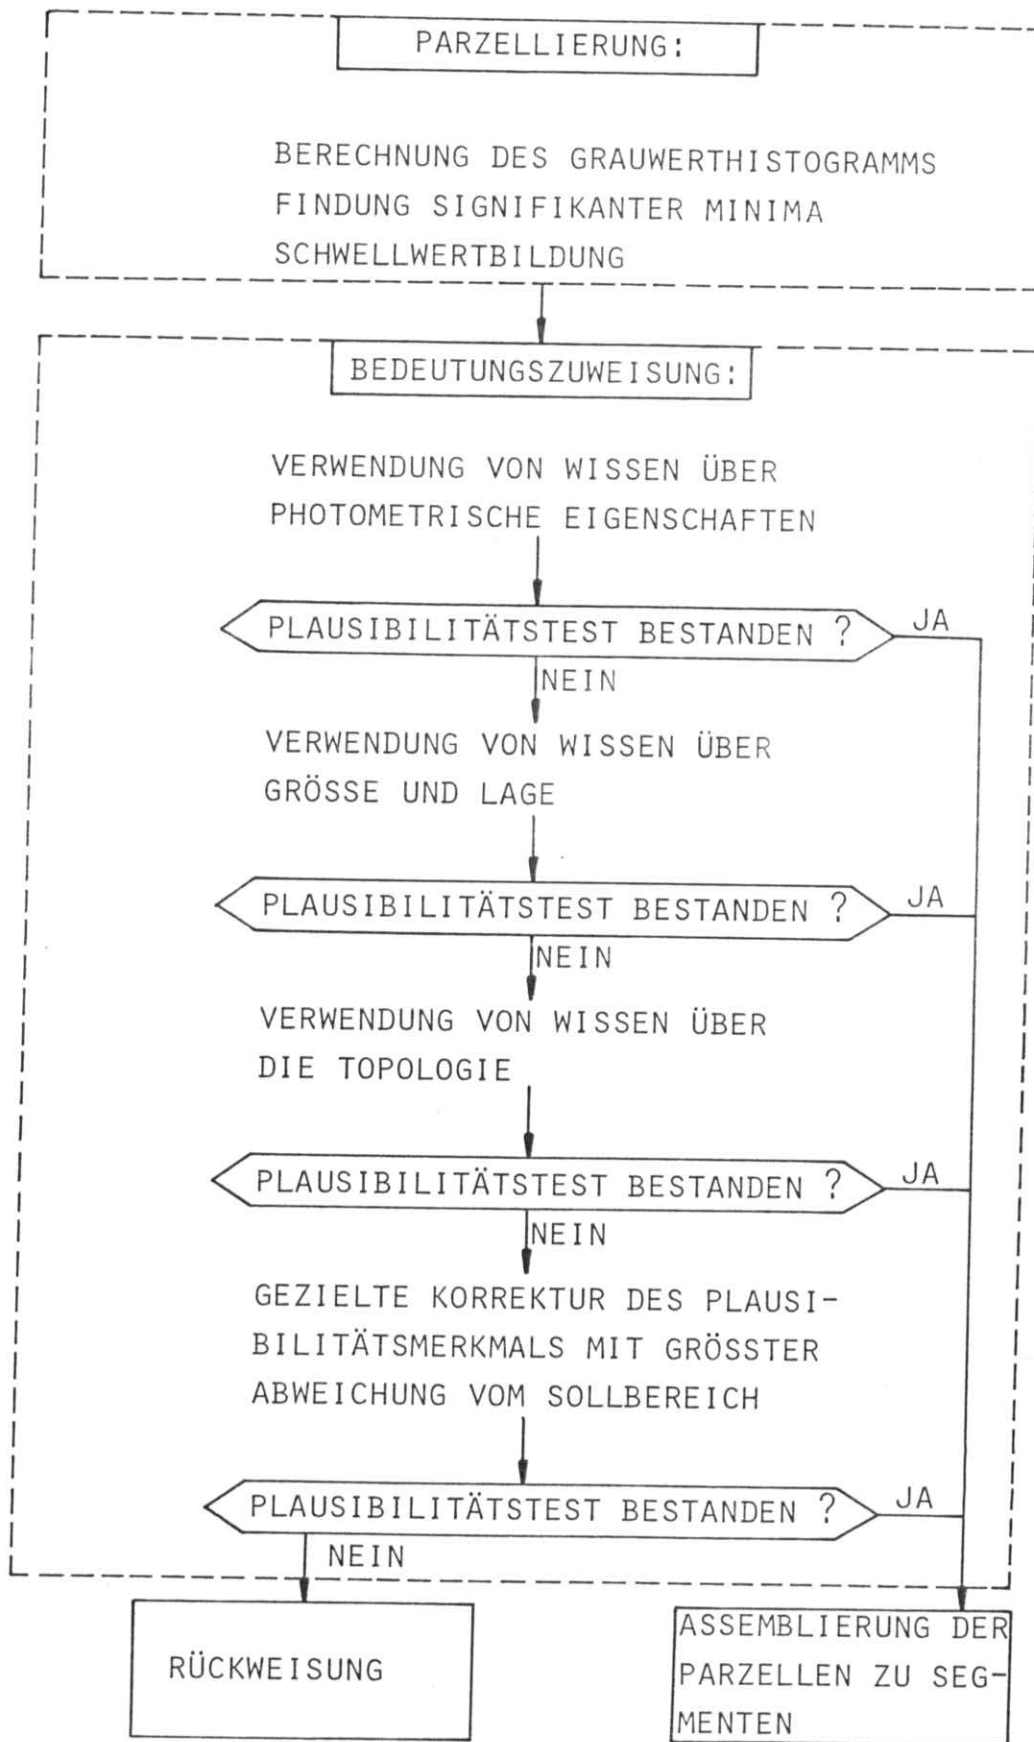 PARZELLIERUNG:
BERECHNUNG DES GRAUWERTHISTOGRAMMS
FINDUNG SIGNIFIKANTER MINIMA
SCHWELLWERTBILDUNG
BEDEUTUNGSZUWEISUNG:
VERWENDUNG VON WISSEN ÜBER
PHOTOMETRISCHE EIGENSCHAFTEN
PLAUSIBILITÄTSTEST BESTANDEN ?
JA
NEIN
VERWENDUNG VON WISSEN ÜBER
GRÖSSE UND LAGE
PLAUSIBILITÄTSTEST BESTANDEN ?
JA
NEIN
VERWENDUNG VON WISSEN ÜBER
DIE TOPOLOGIE
PLAUSIBILITÄTSTEST BESTANDEN ?
JA
NEIN
GEZIELTE KORREKTUR DES PLAUSI-
BILITÄTSMERKMALS MIT GRÖSSTER
ABWEICHUNG VOM SOLLBEREICH
PLAUSIBILITÄTSTEST BESTANDEN ?
JA
NEIN
RÜCKWEISUNG
ASSEMBLIERUNG DER
PARZELLEN ZU SEG-
MENTEN